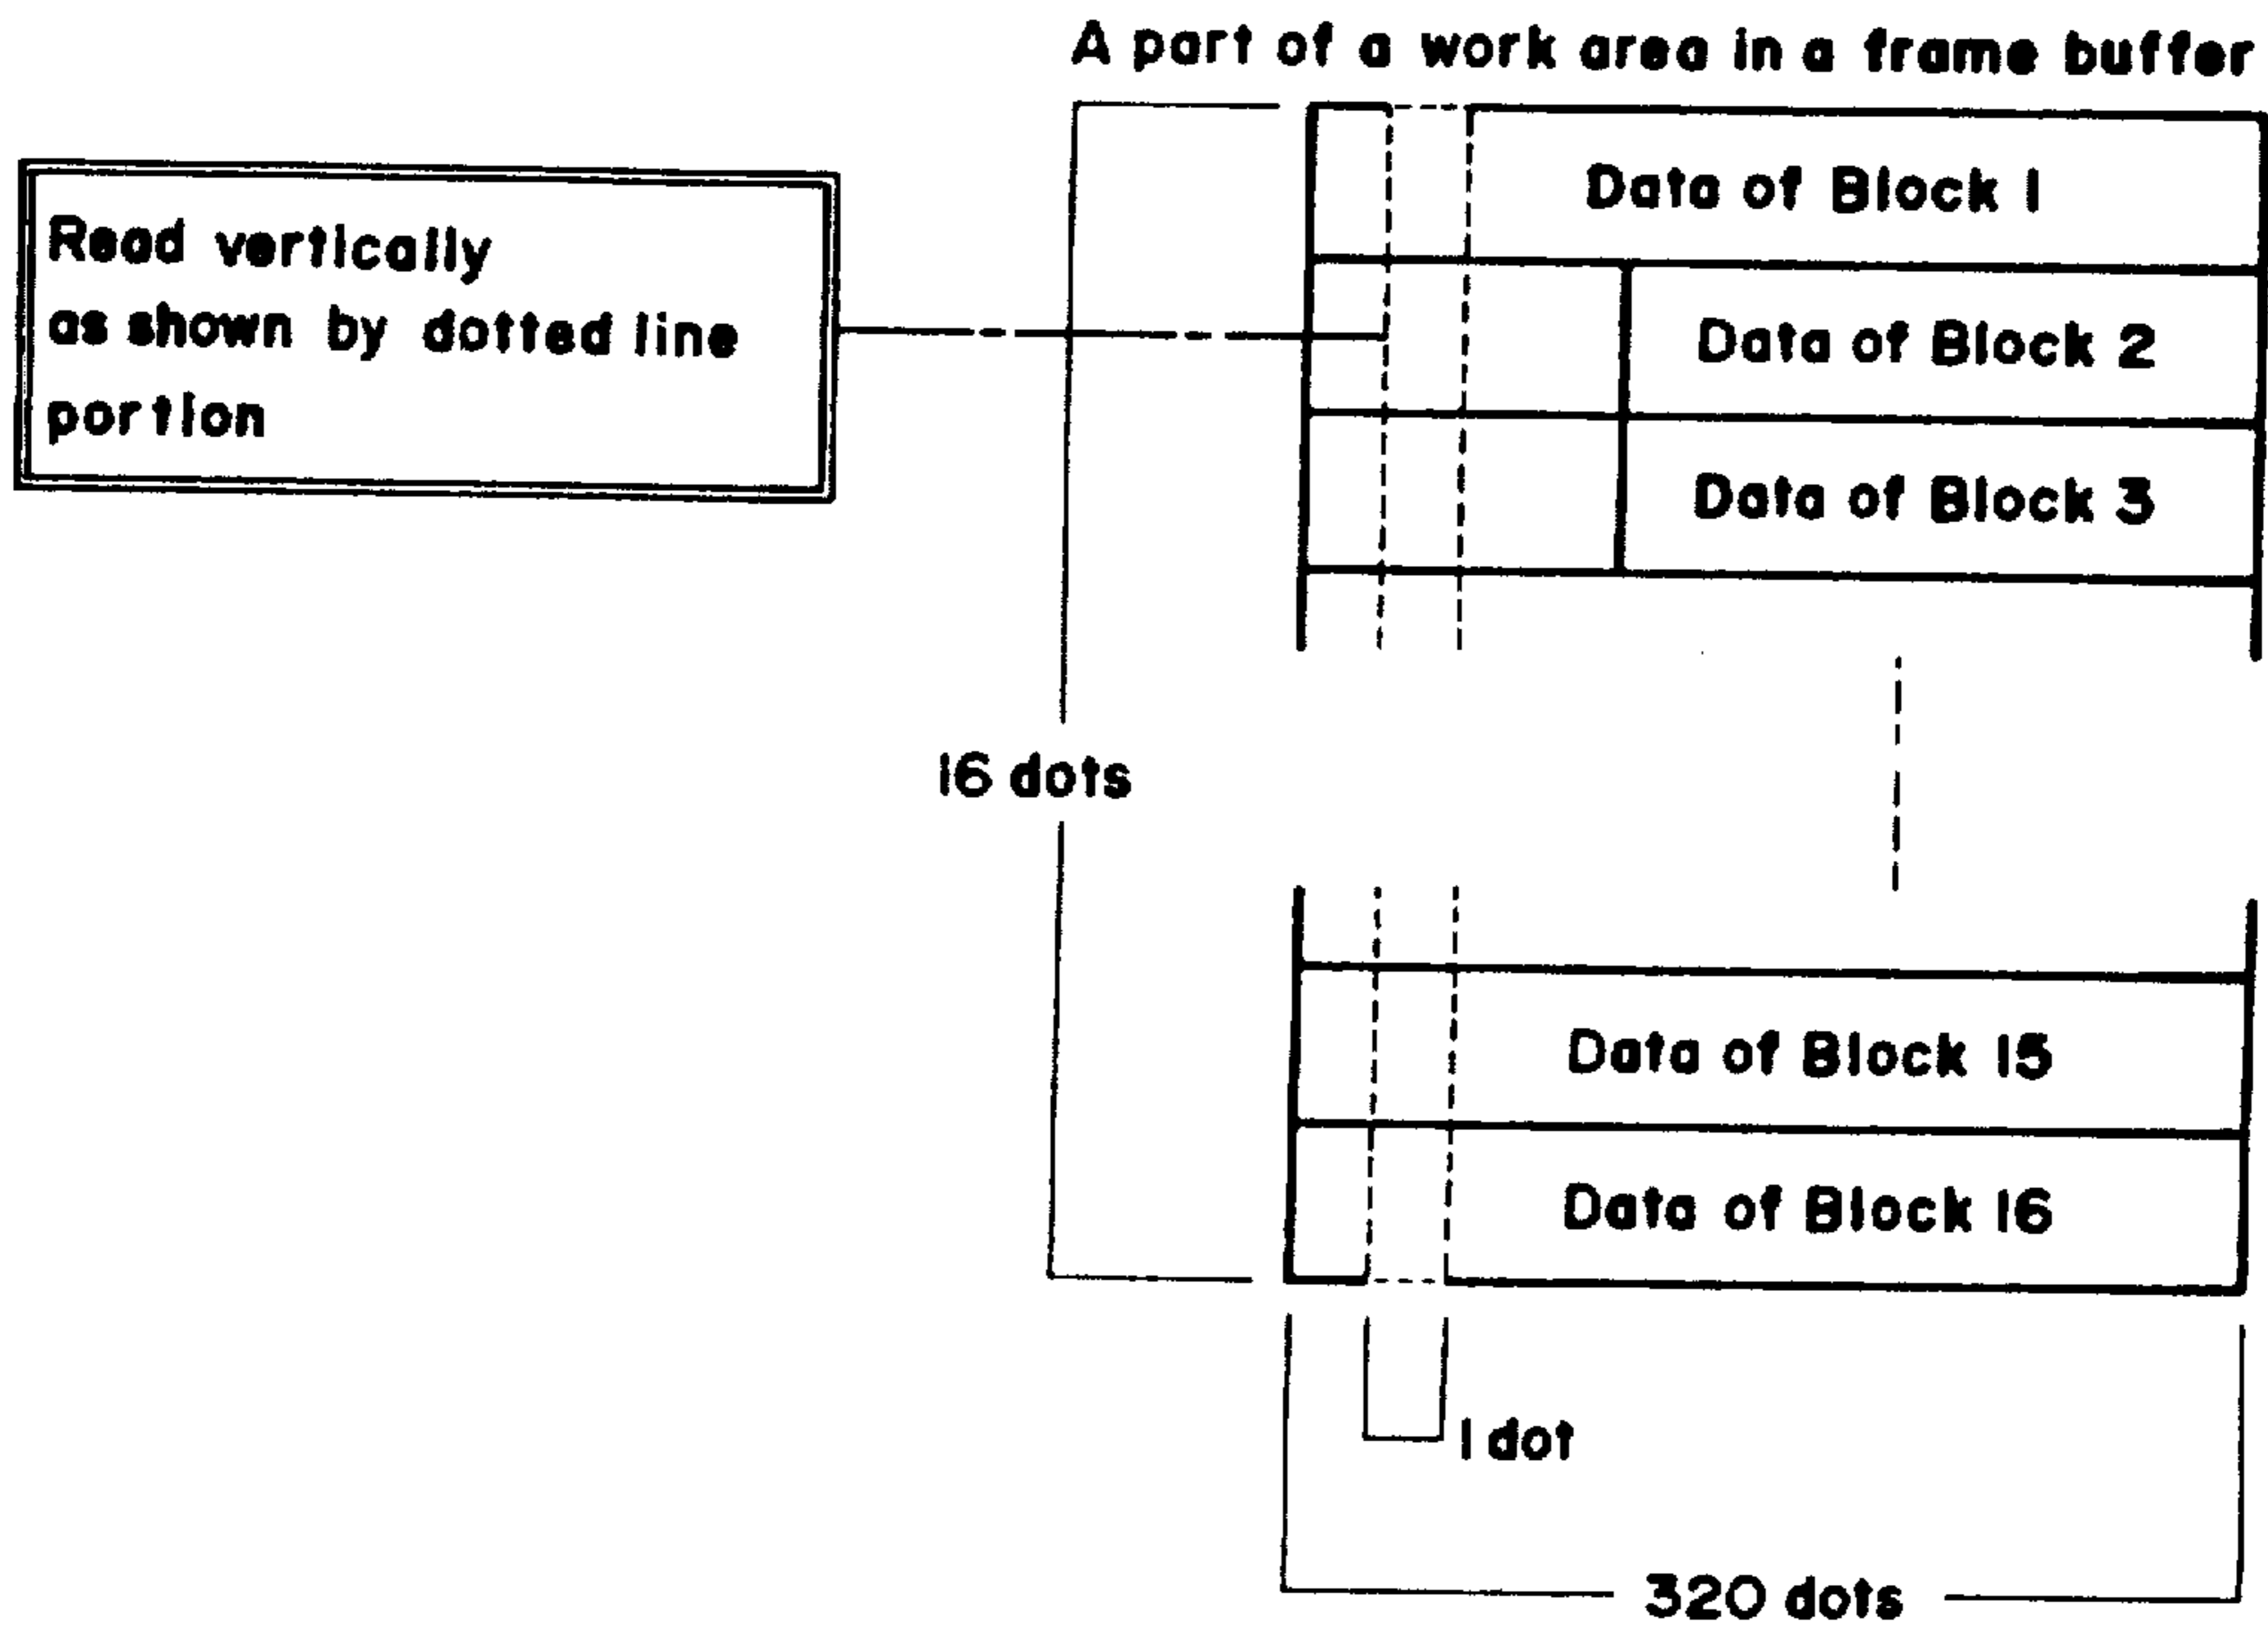 A part of a work area in a frame buffer
Read vertically
as shown by dotted line
portion
Data of Block 1
Data of Block 2
Data of Block 3
16 dots
Data of Block 15
Data of Block 16
1 dot
320 dots